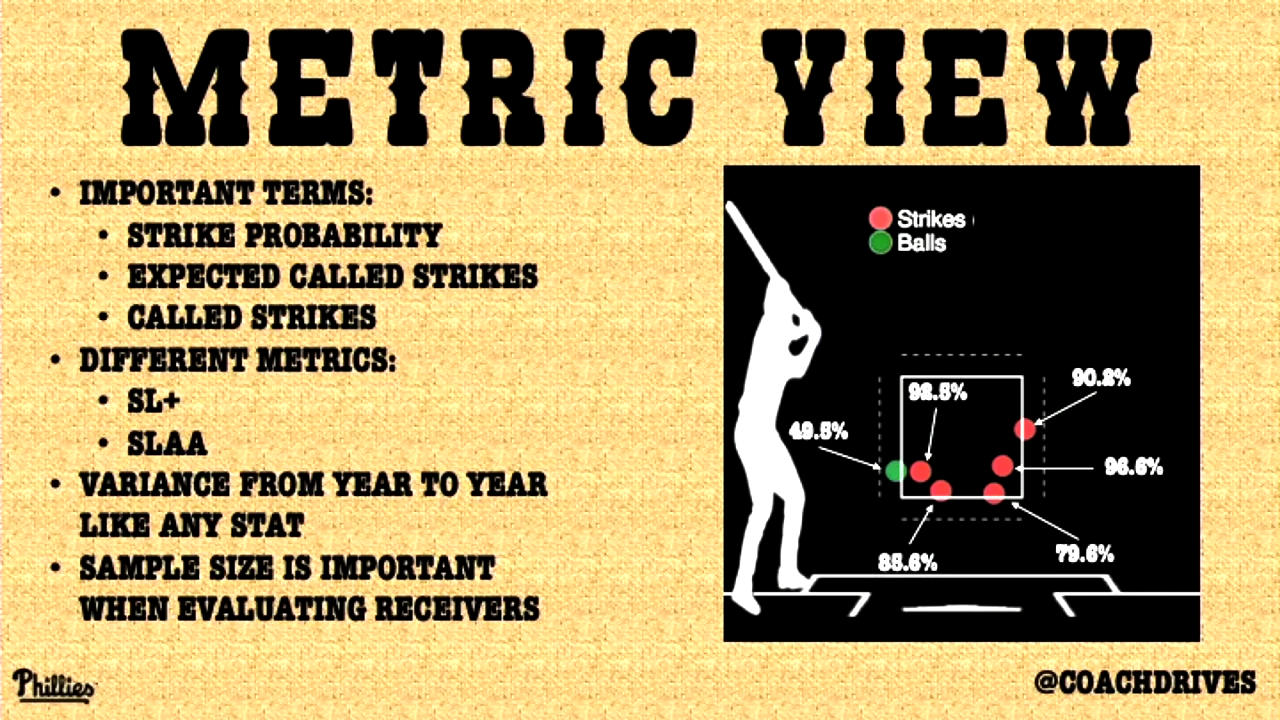 METRIC VIEW
• IMPORTANT TERMS:
• STRIKE PROBABILITY
• EXPECTED CALLED STRIKES
• CALLED STRIKES
• DIFFERENT METRICS:
• SL+
• SLAA
• VARIANCE FROM YEAR TO YEAR
LIKE ANY STAT
• SAMPLE SIZE IS IMPORTANT
WHEN EVALUATING RECEIVERS
Strikes
Balls
90.2%
92.5%
49.5%
96.6%
79.6%
85.6%
Phillies
@COACHDRIVES